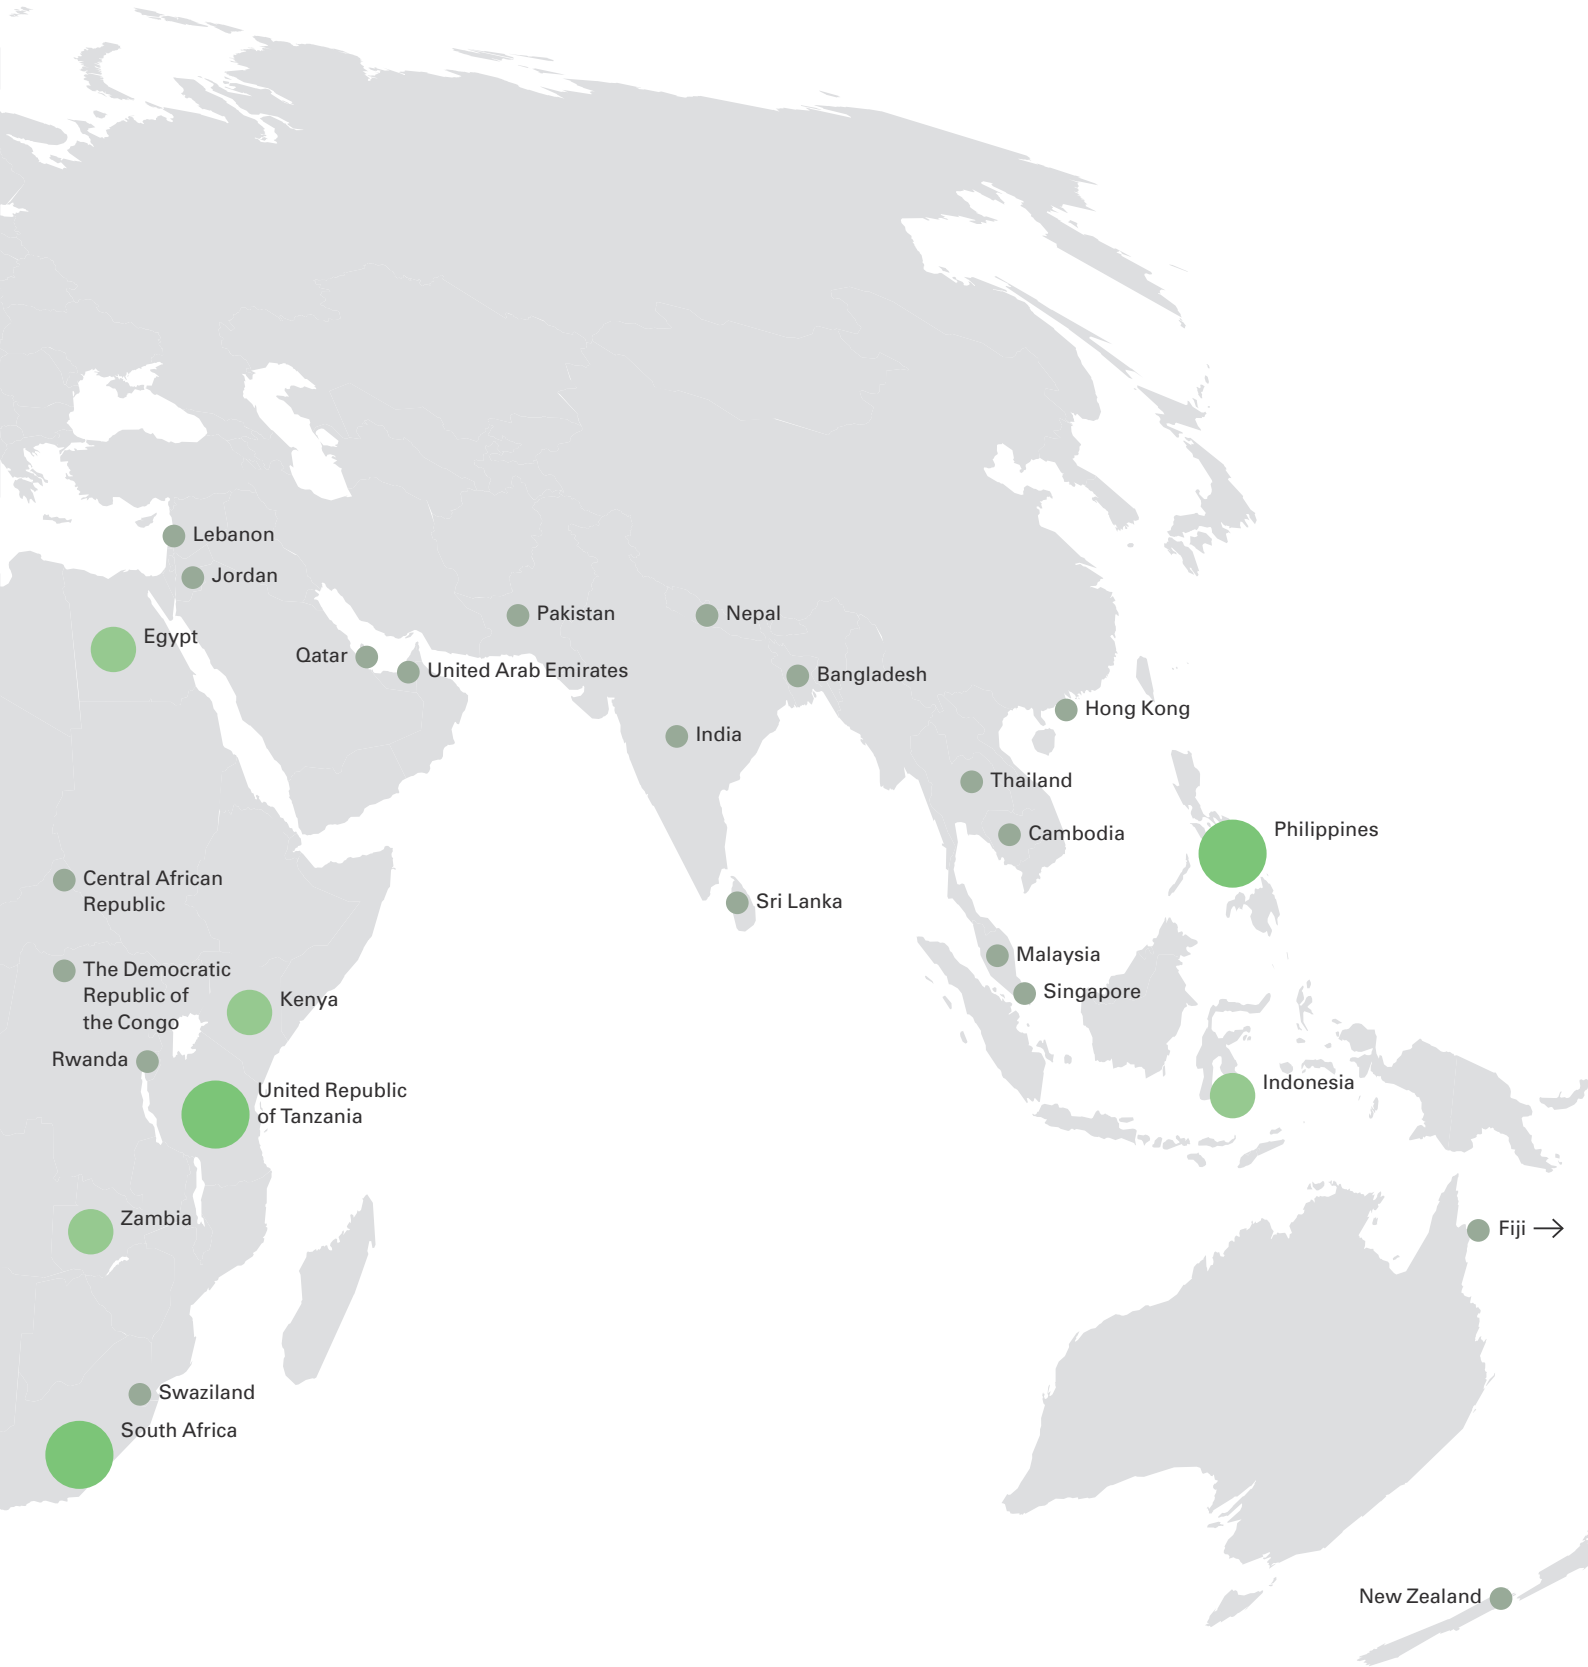 Lebanon
Jordan
Pakistan
Nepal
Egypt
Qatar
United Arab Emirates
Bangladesh
Hong Kong
India
Thailand
Philippines
Cambodia
Central African
Republic
Sri Lanka
Malaysia
The Democratic
Republic of
the Congo
Singapore
Kenya
Rwanda
Indonesia
United Republic
of Tanzania
Zambia
Fiji →
Swaziland
South Africa
New Zealand